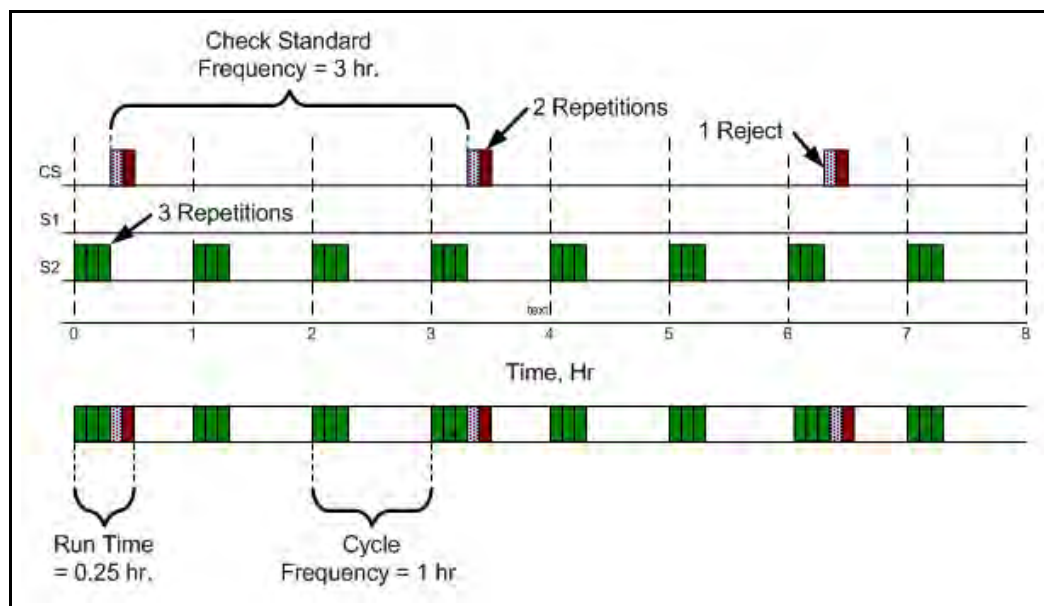 Check Standard
Frequency = 3 hr.
2 Repetitions
1 Reject
CS
S1
3 Repetitions
S2
text
0 1 2 3 4 5 6 7 8
Time, Hr
Run Time
= 0.25 hr.
Cycle
Frequency = 1 hr